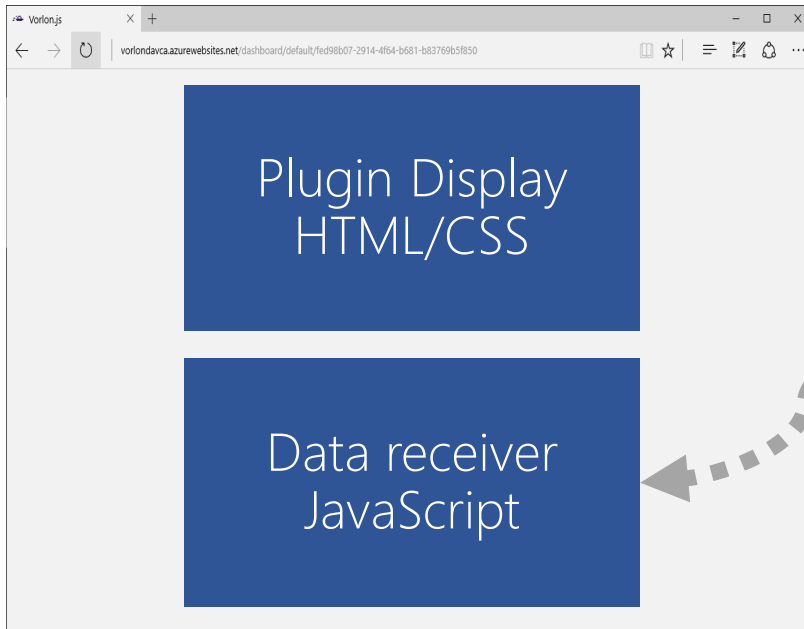 Vorlon.js
vorlondavca.azurewebsites.net/dashboard/default/fed98b07-2914-4f64-b681-b83769b5f850
Plugin Display
HTML/CSS
Data receiver
JavaScript